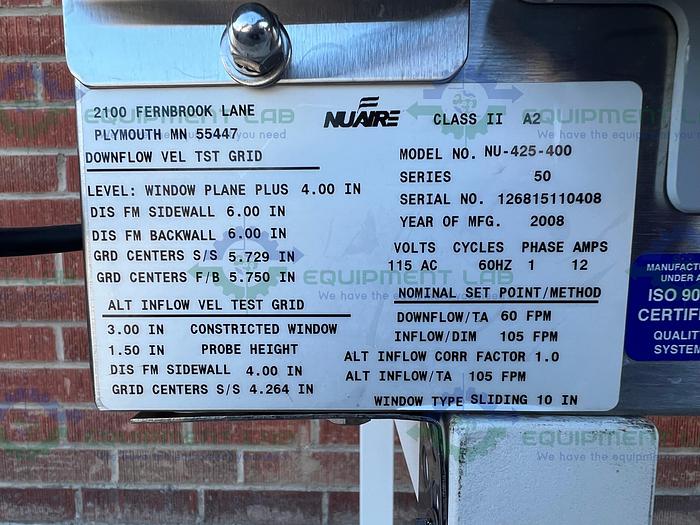 2100 FERNBROOK LANE
PLYMOUTH MN 55447
NUAIRE CLASS II A2
DOWNFLOW VEL TST GRID
MODEL NO. NU-425-400
SERIES 50
LEVEL: WINDOW PLANE PLUS 4.00 IN
SERIAL NO. 126815110408
DIS FM SIDEWALL 6.00 IN
YEAR OF MFG. 2008
DIS FM BACKWALL 6.00 IN
VOLTS CYCLES PHASE AMPS
GRD CENTERS S/S 5.729 IN
115 AC 60HZ 1 12
GRD CENTERS F/B 5.750 IN
NOMINAL SET POINT/METHOD
ALT INFLOW VEL TEST GRID
DOWNFLOW/TA 60 FPM
3.00 IN CONSTRICTED WINDOW
INFLOW/DIM 105 FPM
1.50 IN PROBE HEIGHT
ALT INFLOW CORR FACTOR 1.0
DIS FM SIDEWALL 4.00 IN
ALT INFLOW/TA 105 FPM
GRID CENTERS S/S 4.264 IN
WINDOW TYPE SLIDING 10 IN
UNDER A
ISO 90
CERTIF
QUALIT
SYSTEM
EQUIPMENT LAB
We have the equipment you need